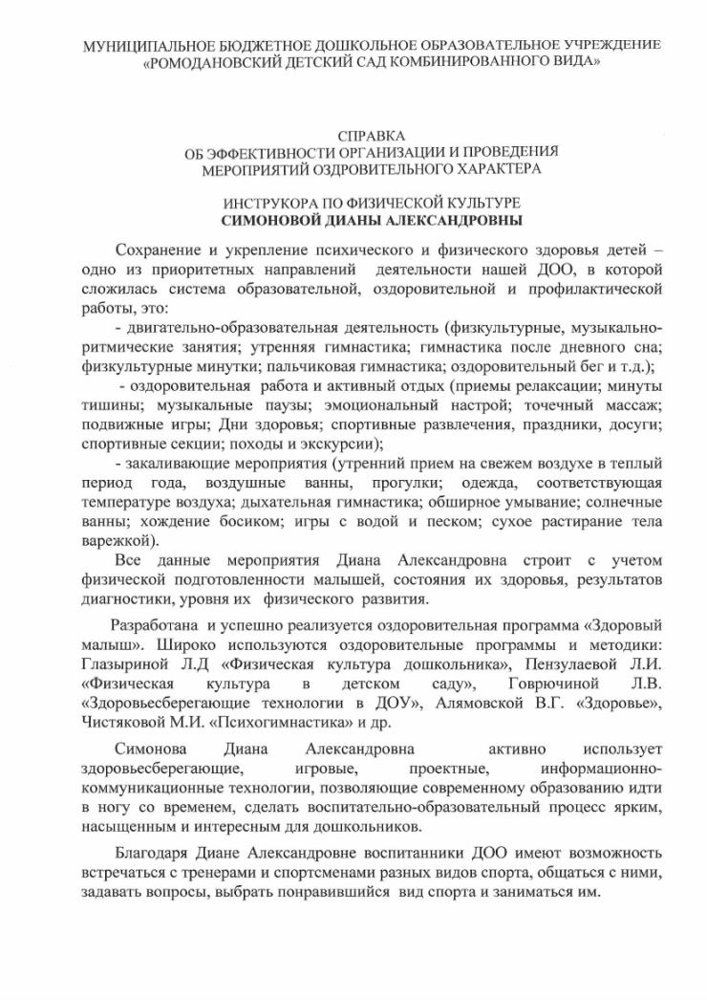 МУНИЦИПАЛЬНОЕ БЮДЖЕТНОЕ ДОШКОЛЬНОЕ ОБРАЗОВАТЕЛЬНОЕ УЧРЕЖДЕНИЕ
«РОМОДАНОВСКИЙ ДЕТСКИЙ САД КОМБИНИРОВАННОГО ВИДА»
СПРАВКА
ОБ ЭФФЕКТИВНОСТИ ОРГАНИЗАЦИИ И ПРОВЕДЕНИЯ
МЕРОПРИЯТИЙ ОЗДРОВИТЕЛЬНОГО ХАРАКТЕРА
ИНСТРУКОРА ПО ФИЗИЧЕСКОЙ КУЛЬТУРЕ
СИМОНОВОЙ ДИАНЫ АЛЕКСАНДРОВНЫ
Сохранение и укрепление психического и физического здоровья детей –
одно из приоритетных направлений деятельности нашей ДОО, в которой
сложилась система образовательной, оздоровительной и профилактической
работы, это:
- двигательно-образовательная деятельность (физкультурные, музыкально-
ритмические занятия; утренняя гимнастика; гимнастика после дневного сна;
физкультурные минутки; пальчиковая гимнастика; оздоровительный бег и т.д.);
- оздоровительная работа и активный отдых (приемы релаксации; минуты
тишины; музыкальные паузы; эмоциональный настрой; точечный массаж;
подвижные игры; Дни здоровья; спортивные развлечения, праздники, досуги;
спортивные секции; походы и экскурсии);
- закаливающие мероприятия (утренний прием на свежем воздухе в теплый
период года, воздушные ванны, прогулки; одежда, соответствующая
температуре воздуха; дыхательная гимнастика; обширное умывание; солнечные
ванны; хождение босиком; игры с водой и песком; сухое растирание тела
варежкой).
Все данные мероприятия Диана Александровна строит с учетом
физической подготовленности малышей, состояния их здоровья, результатов
диагностики, уровня их физического развития.
Разработана и успешно реализуется оздоровительная программа «Здоровый
малыш». Широко используются оздоровительные программы и методики:
Глазыриной Л.Д «Физическая культура дошкольника», Пензулаевой Л.И.
«Физическая культура в детском саду», Говрючиной Л.В.
«Здоровьесберегающие технологии в ДОУ», Алямовской В.Г. «Здоровье»,
Чистяковой М.И. «Психогимнастика» и др.
Симонова Диана Александровна активно использует
здоровьесберегающие, игровые, проектные, информационно-
коммуникационные технологии, позволяющие современному образованию идти
в ногу со временем, сделать воспитательно-образовательный процесс ярким,
насыщенным и интересным для дошкольников.
Благодаря Диане Александровне воспитанники ДОО имеют возможность
встречаться с тренерами и спортсменами разных видов спорта, общаться с ними,
задавать вопросы, выбрать понравившийся вид спорта и заниматься им.